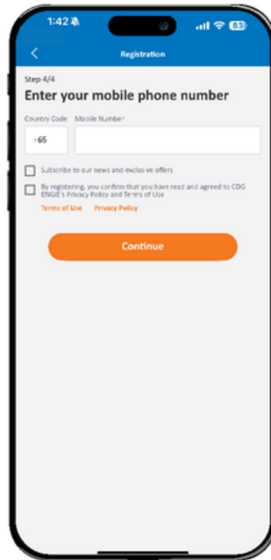 1:42
83
Registration
Step 4/4
Enter your mobile phone number
Country Code Mobile Number*
+65
Subscribe to our news and exclusive offers
By registering, you confirm that you have read and agreed to CDG
ENGIE's Privacy Policy and Terms of Use
Terms of Use Privacy Policy
Continue